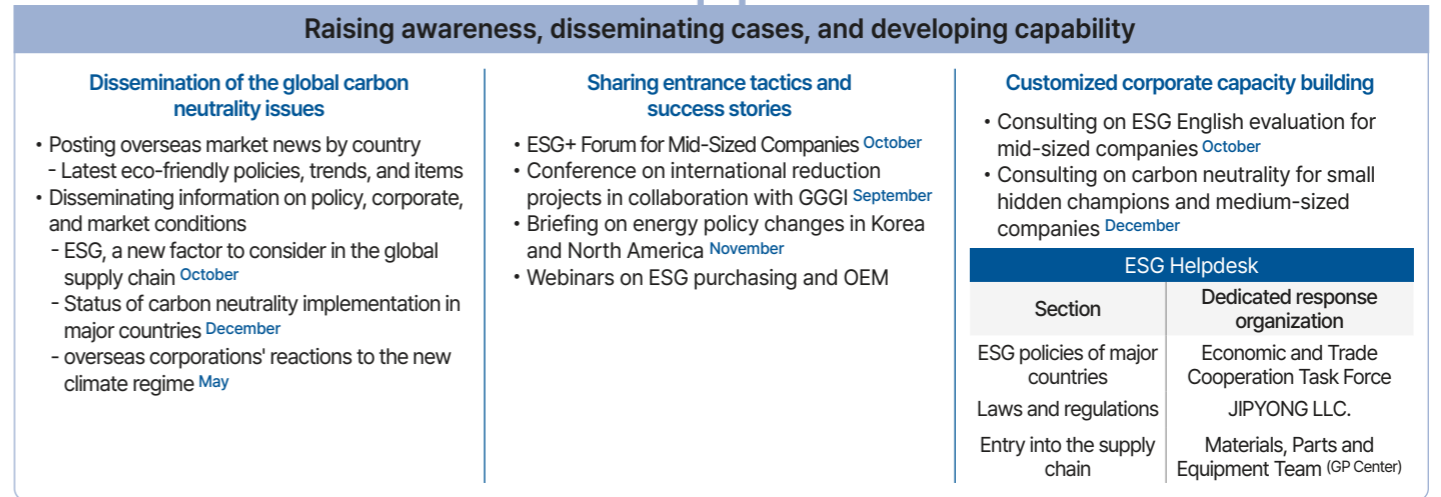 Raising awareness, disseminating cases, and developing capability
Dissemination of the global carbon
neutrality issues
• Posting overseas market news by country
- Latest eco-friendly policies, trends, and items
• Disseminating information on policy, corporate,
and market conditions
- ESG, a new factor to consider in the global
supply chain October
- Status of carbon neutrality implementation in
major countries December
- overseas corporations' reactions to the new
climate regime May
Sharing entrance tactics and
success stories
• ESG+ Forum for Mid-Sized Companies October
• Conference on international reduction
projects in collaboration with GGGI September
• Briefing on energy policy changes in Korea
and North America November
• Webinars on ESG purchasing and OEM
Customized corporate capacity building
• Consulting on ESG English evaluation for
mid-sized companies October
• Consulting on carbon neutrality for small
hidden champions and medium-sized
companies December
ESG Helpdesk
Section
Dedicated response
organization
ESG policies of major
countries
Economic and Trade
Cooperation Task Force
Laws and regulations
JIPYONG LLC.
Entry into the supply
chain
Materials, Parts and
Equipment Team (GP Center)